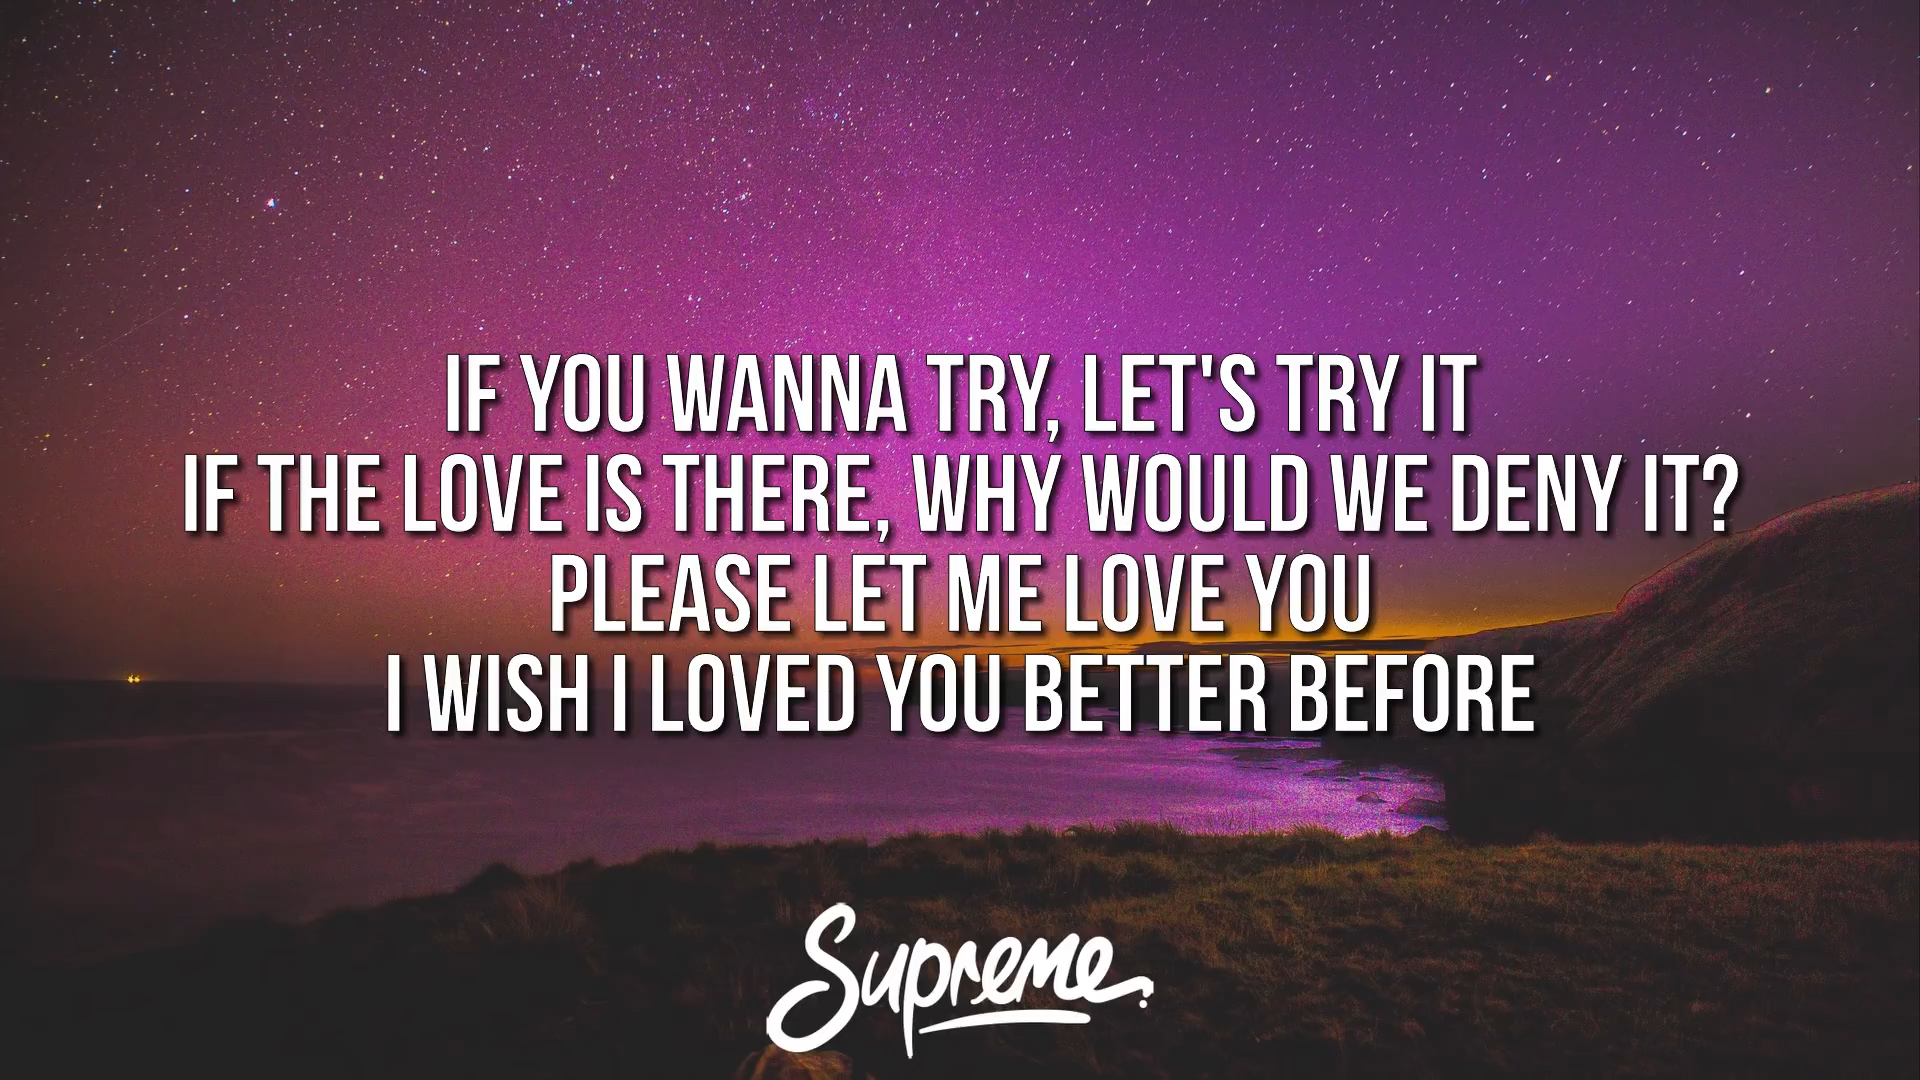 IF YOU WANNA TRY, LET'S TRY IT
IF THE LOVE IS THERE, WHY WOULD WE DENY IT?
PLEASE LET ME LOVE YOU
I WISH I LOVED YOU BETTER BEFORE
Supreme.